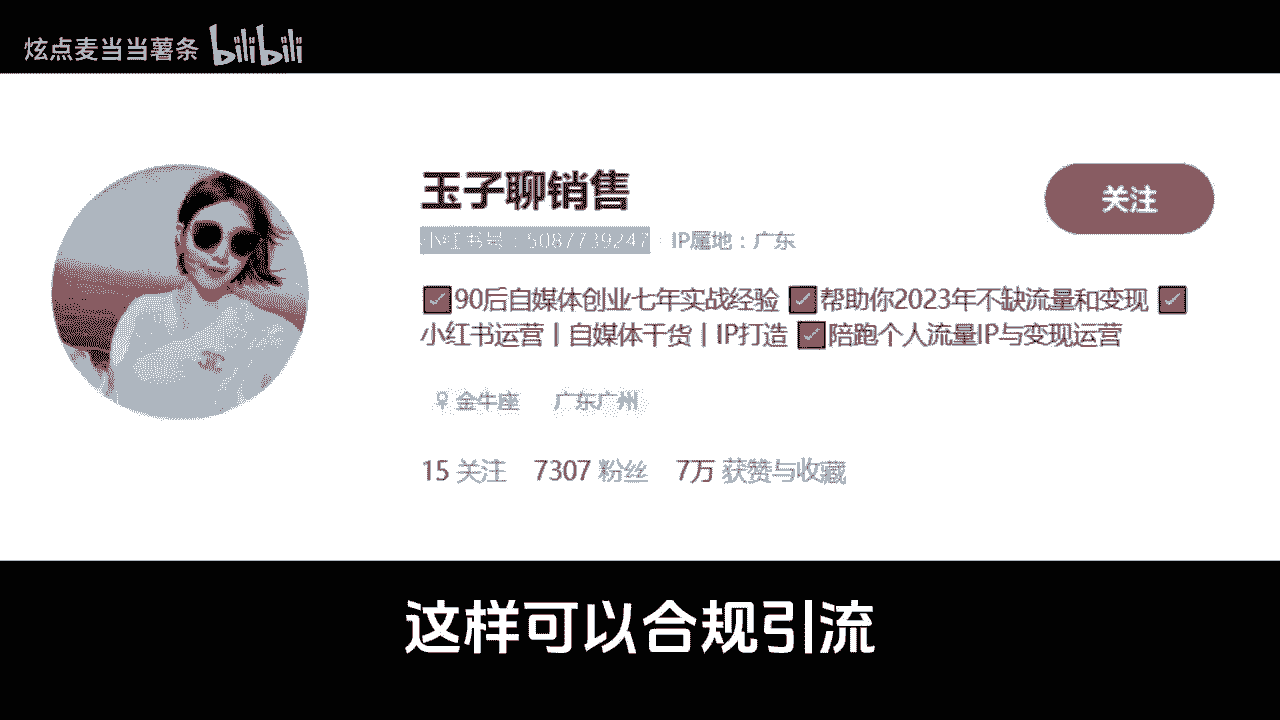 炫点麦当当薯条 bilibili
玉子聊销售
关注
小红书号：5087739247 IP属地：广东
90后自媒体创业七年实战经验 帮助你2023年不缺流量和变现
小红书运营丨自媒体干货丨IP打造 陪跑个人流量IP与变现运营
♀ 金牛座 广东广州
15 关注 7307 粉丝 7万 获赞与收藏
这样可以合规引流